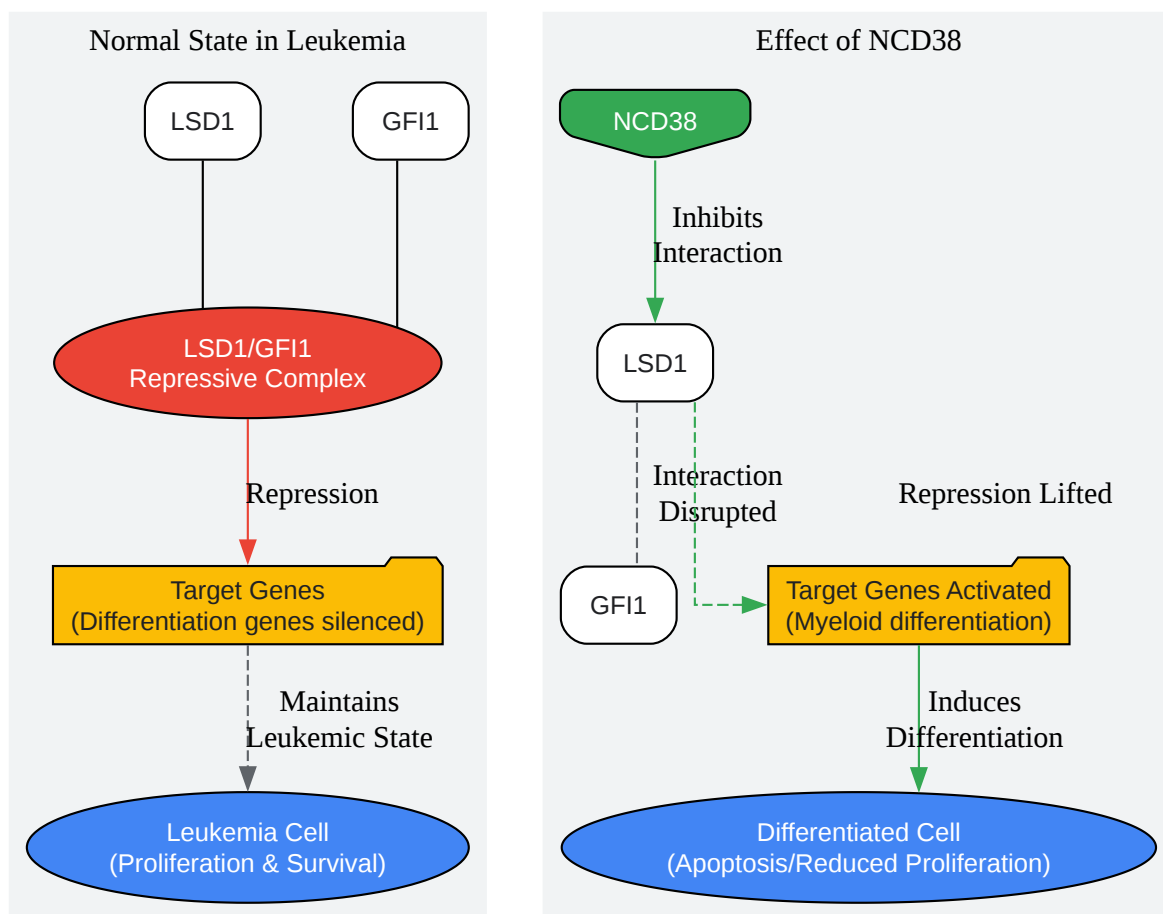 Normal State in Leukemia
LSD1
GFI1
LSD1/GFI1
Repressive Complex
Repression
Target Genes
(Differentiation genes silenced)
Maintains
Leukemic State
Leukemia Cell
(Proliferation & Survival)
Effect of NCD38
NCD38
Inhibits
Interaction
LSD1
Interaction
Disrupted
Repression Lifted
GFI1
Target Genes Activated
(Myeloid differentiation)
Induces
Differentiation
Differentiated Cell
(Apoptosis/Reduced Proliferation)